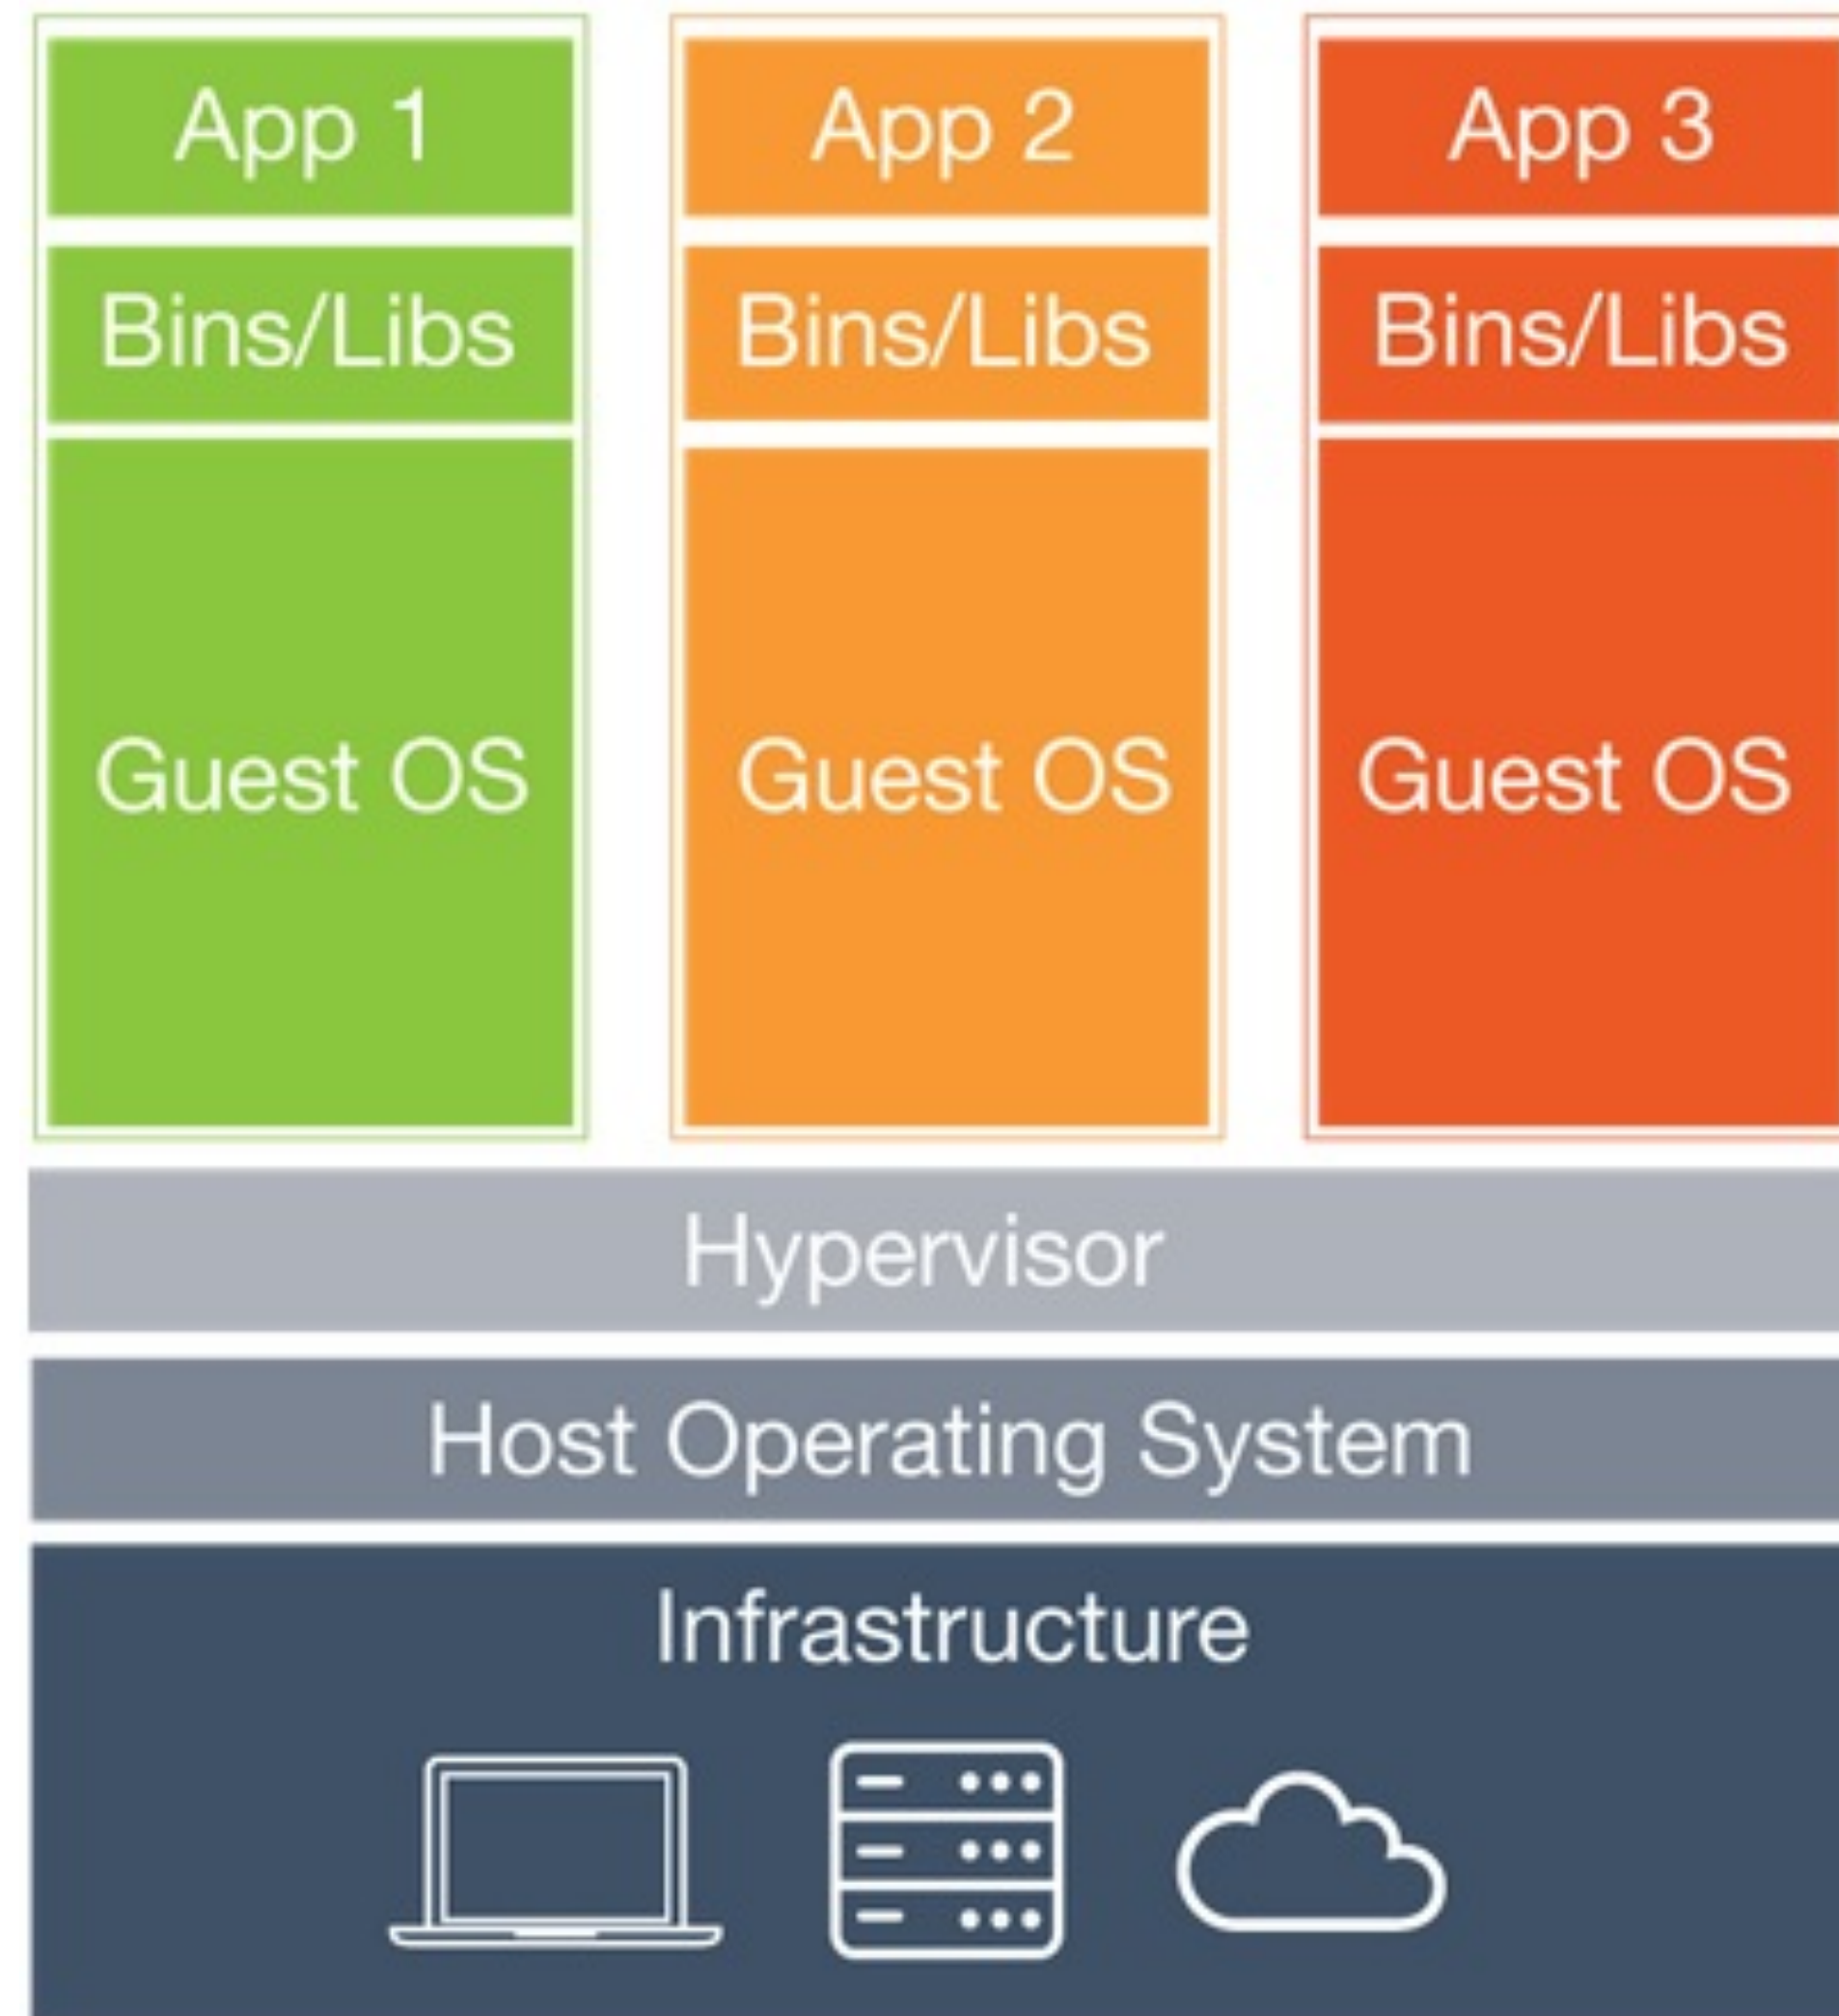 App 1
App 2
App 3
Bins/Libs
Bins/Libs
Bins/Libs
Guest OS
Guest OS
Guest OS
Hypervisor
Host Operating System
Infrastructure